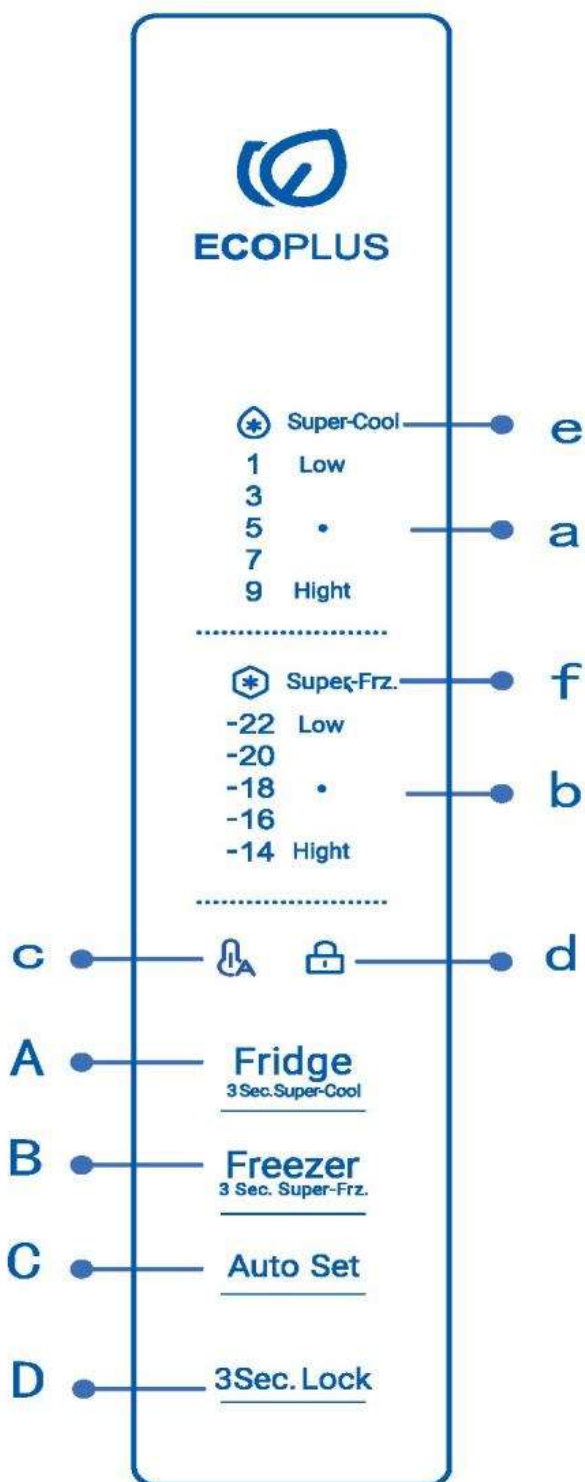 ECOPLUS
Super-Cool e
1 Low
3
5 • a
7
9 Hight
Super-Frz. f
-22 Low
-20
-18 • b
-16
-14 Hight
c A d
A Fridge
3 Sec.Super-Cool
B Freezer
3 Sec. Super-Frz.
C Auto Set
D 3Sec.Lock